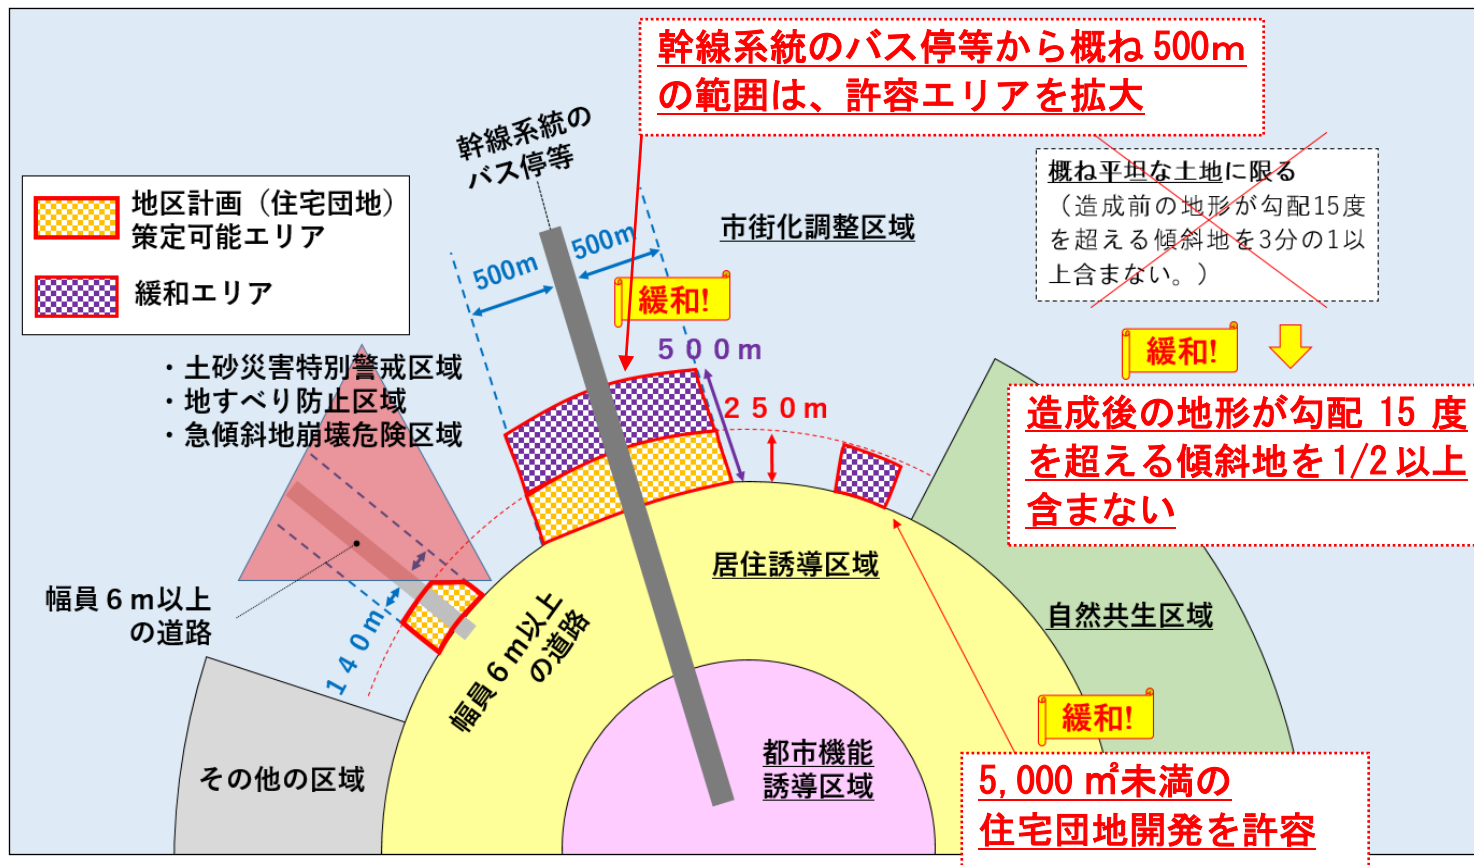 幹線系統のバス停等から概ね500m
の範囲は、許容エリアを拡大
幹線系統の
バス停等
概ね平坦な土地に限る
（造成前の地形が勾配15度
を超える傾斜地を3分の1以
上含まない。）
地区計画（住宅団地）
策定可能エリア
緩和エリア
市街化調整区域
500m
500m
緩和!
500m
250m
緩和!
・土砂災害特別警戒区域
・地すべり防止区域
・急傾斜地崩壊危険区域
造成後の地形が勾配 15 度
を超える傾斜地を1/2以上
含まない
居住誘導区域
自然共生区域
幅員６m以上
の道路
140m
幅員６m以上
の道路
緩和!
その他の区域
都市機能
誘導区域
5,000 ㎡未満の
住宅団地開発を許容